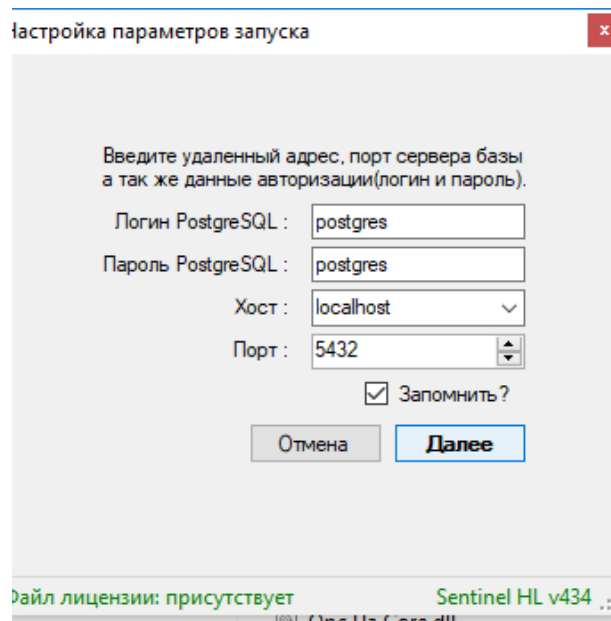 Настройка параметров запуска
x
Введите удаленный адрес, порт сервера базы
а так же данные авторизации(логин и пароль).
Логин PostgreSQL : postgres
Пароль PostgreSQL : postgres
Хост : localhost
Порт : 5432
Запомнить?
Отмена Далее
Файл лицензии: присутствует Sentinel HL v434